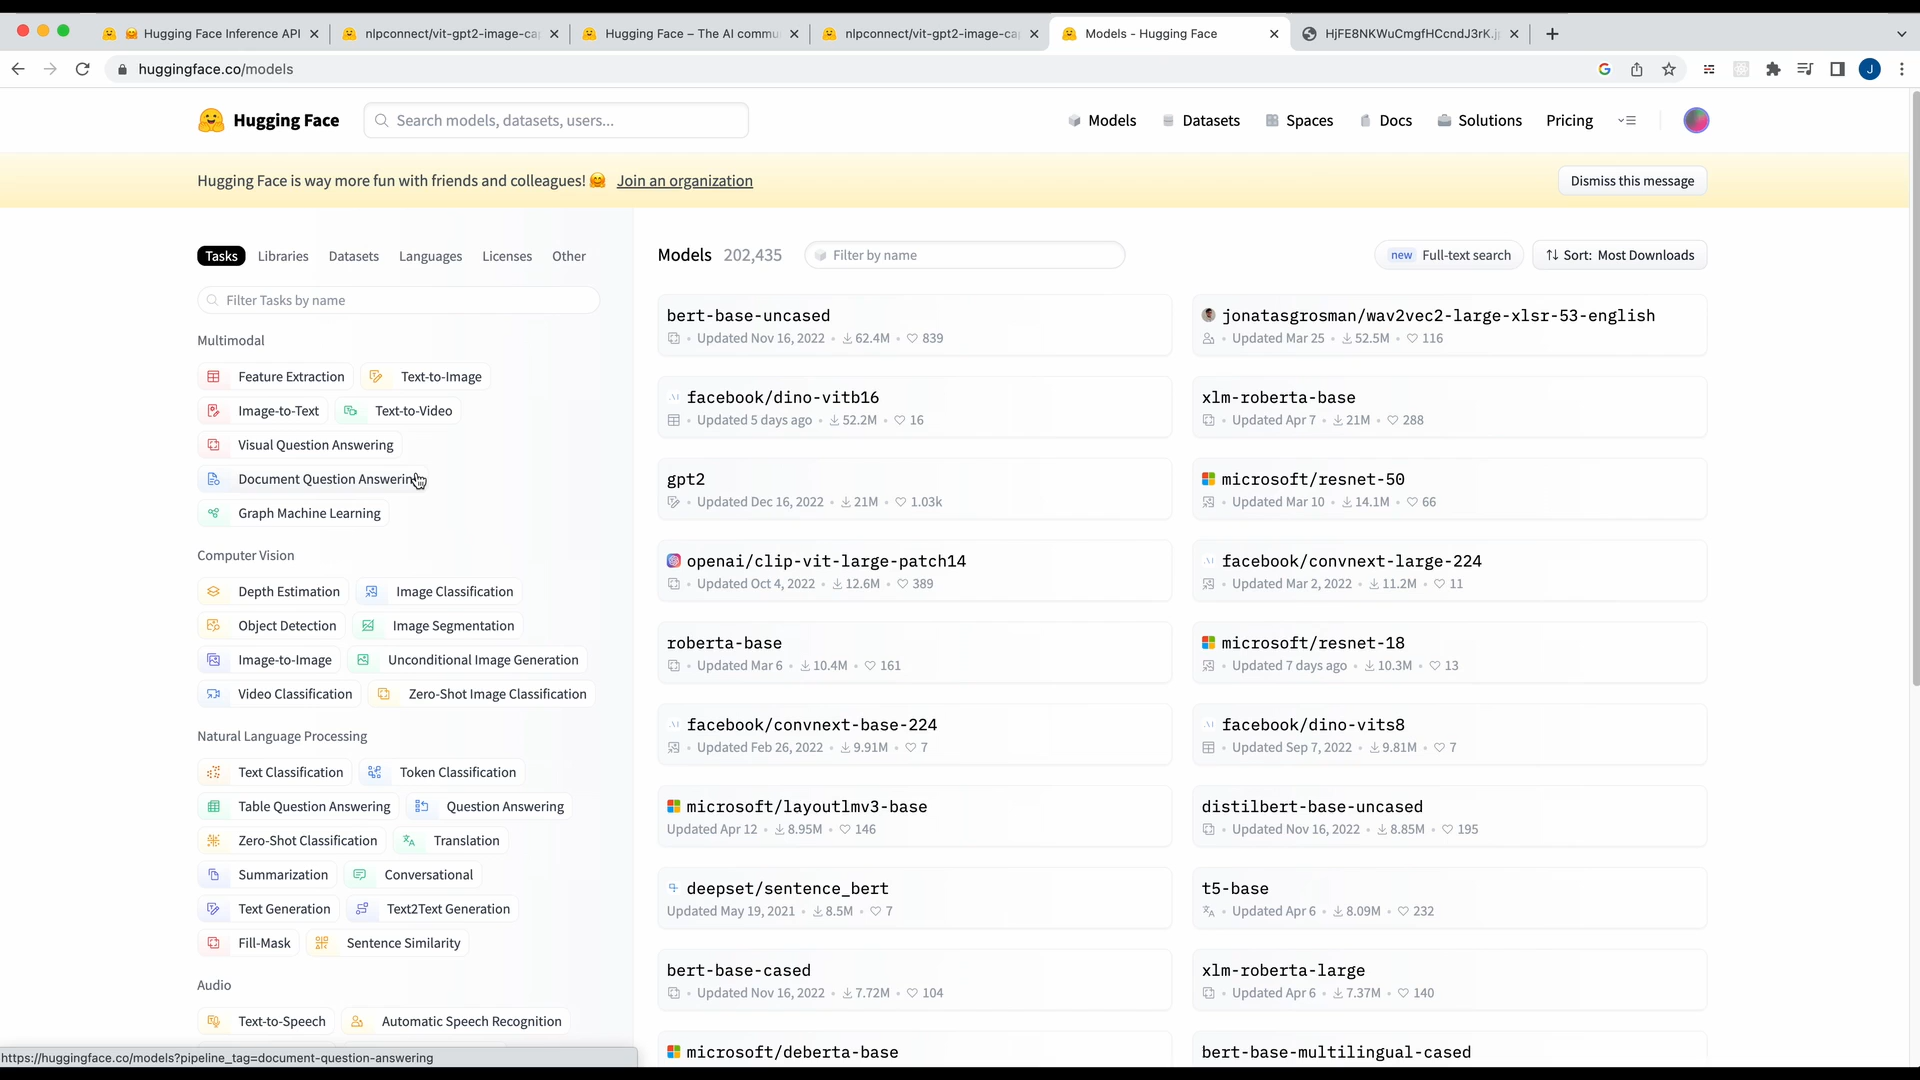 Hugging Face Inference API
nlpconnect/vit-gpt2-image-ca
Hugging Face – The AI commu
nlpconnect/vit-gpt2-image-ca
Models - Hugging Face
HjFE8NKWuCmgfHCcndJ3rK.j
huggingface.co/models
J
Hugging Face
Search models, datasets, users...
Models
Datasets
Spaces
Docs
Solutions
Pricing
Hugging Face is way more fun with friends and colleagues! 🤗 Join an organization
Dismiss this message
Tasks
Libraries
Datasets
Languages
Licenses
Other
Filter Tasks by name
Multimodal
Feature Extraction
Text-to-Image
Image-to-Text
Text-to-Video
Visual Question Answering
Document Question Answerin
Graph Machine Learning
Computer Vision
Depth Estimation
Image Classification
Object Detection
Image Segmentation
Image-to-Image
Unconditional Image Generation
Video Classification
Zero-Shot Image Classification
Natural Language Processing
Text Classification
Token Classification
Table Question Answering
Question Answering
Zero-Shot Classification
Translation
Summarization
Conversational
Text Generation
Text2Text Generation
Fill-Mask
Sentence Similarity
Audio
Text-to-Speech
Automatic Speech Recognition
https://huggingface.co/models?pipeline_tag=document-question-answering
Models 202,435
Filter by name
new Full-text search
Sort: Most Downloads
bert-base-uncased
Updated Nov 16, 2022 • 62.4M • 839
jonatasgrosman/wav2vec2-large-xlsr-53-english
Updated Mar 25 • 52.5M • 116
facebook/dino-vitb16
Updated 5 days ago • 52.2M • 16
xlm-roberta-base
Updated Apr 7 • 21M • 288
gpt2
Updated Dec 16, 2022 • 21M • 1.03k
microsoft/resnet-50
Updated Mar 10 • 14.1M • 66
openai/clip-vit-large-patch14
Updated Oct 4, 2022 • 12.6M • 389
facebook/convnext-large-224
Updated Mar 2, 2022 • 11.2M • 11
roberta-base
Updated Mar 6 • 10.4M • 161
microsoft/resnet-18
Updated 7 days ago • 10.3M • 13
facebook/convnext-base-224
Updated Feb 26, 2022 • 9.91M • 7
facebook/dino-vits8
Updated Sep 7, 2022 • 9.81M • 7
microsoft/layoutlmv3-base
Updated Apr 12 • 8.95M • 146
distilbert-base-uncased
Updated Nov 16, 2022 • 8.85M • 195
deepset/sentence_bert
Updated May 19, 2021 • 8.5M • 7
t5-base
Updated Apr 6 • 8.09M • 232
bert-base-cased
Updated Nov 16, 2022 • 7.72M • 104
xlm-roberta-large
Updated Apr 6 • 7.37M • 140
microsoft/deberta-base
bert-base-multilingual-cased